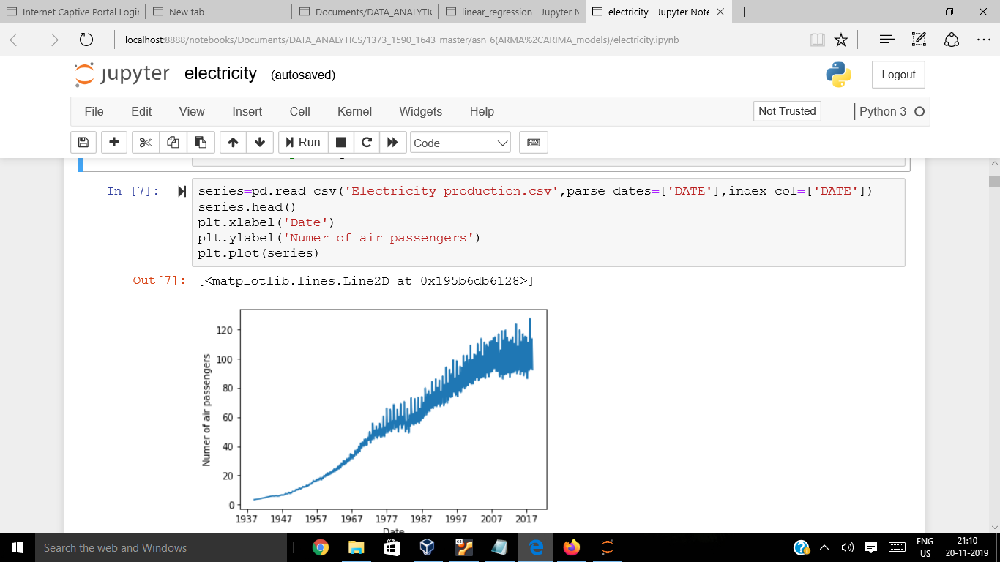 Internet Captive Portal Login
New tab
Documents/DATA_ANALYTIC
linear_regression - Jupyter N
electricity - Jupyter Note
localhost:8888/notebooks/Documents/DATA_ANALYTICS/1373_1590_1643-master/asn-6(ARMA%2CARIMA_models)/electricity.ipynb
jupyter electricity (autosaved)
Logout
File Edit View Insert Cell Kernel Widgets Help
Not Trusted
Python 3
Run
Code
In [7]:
series=pd.read_csv('Electricity_production.csv',parse_dates=['DATE'],index_col=['DATE'])
series.head()
plt.xlabel('Date')
plt.ylabel('Numer of air passengers')
plt.plot(series)
Out[7]: [<matplotlib.lines.Line2D at 0x195b6db6128>]
Numer of air passengers
120
100
80
60
40
20
0
1937 1947 1957 1967 1977 1987 1997 2007 2017
Date
Search the web and Windows
64
ENG
US
21:10
20-11-2019